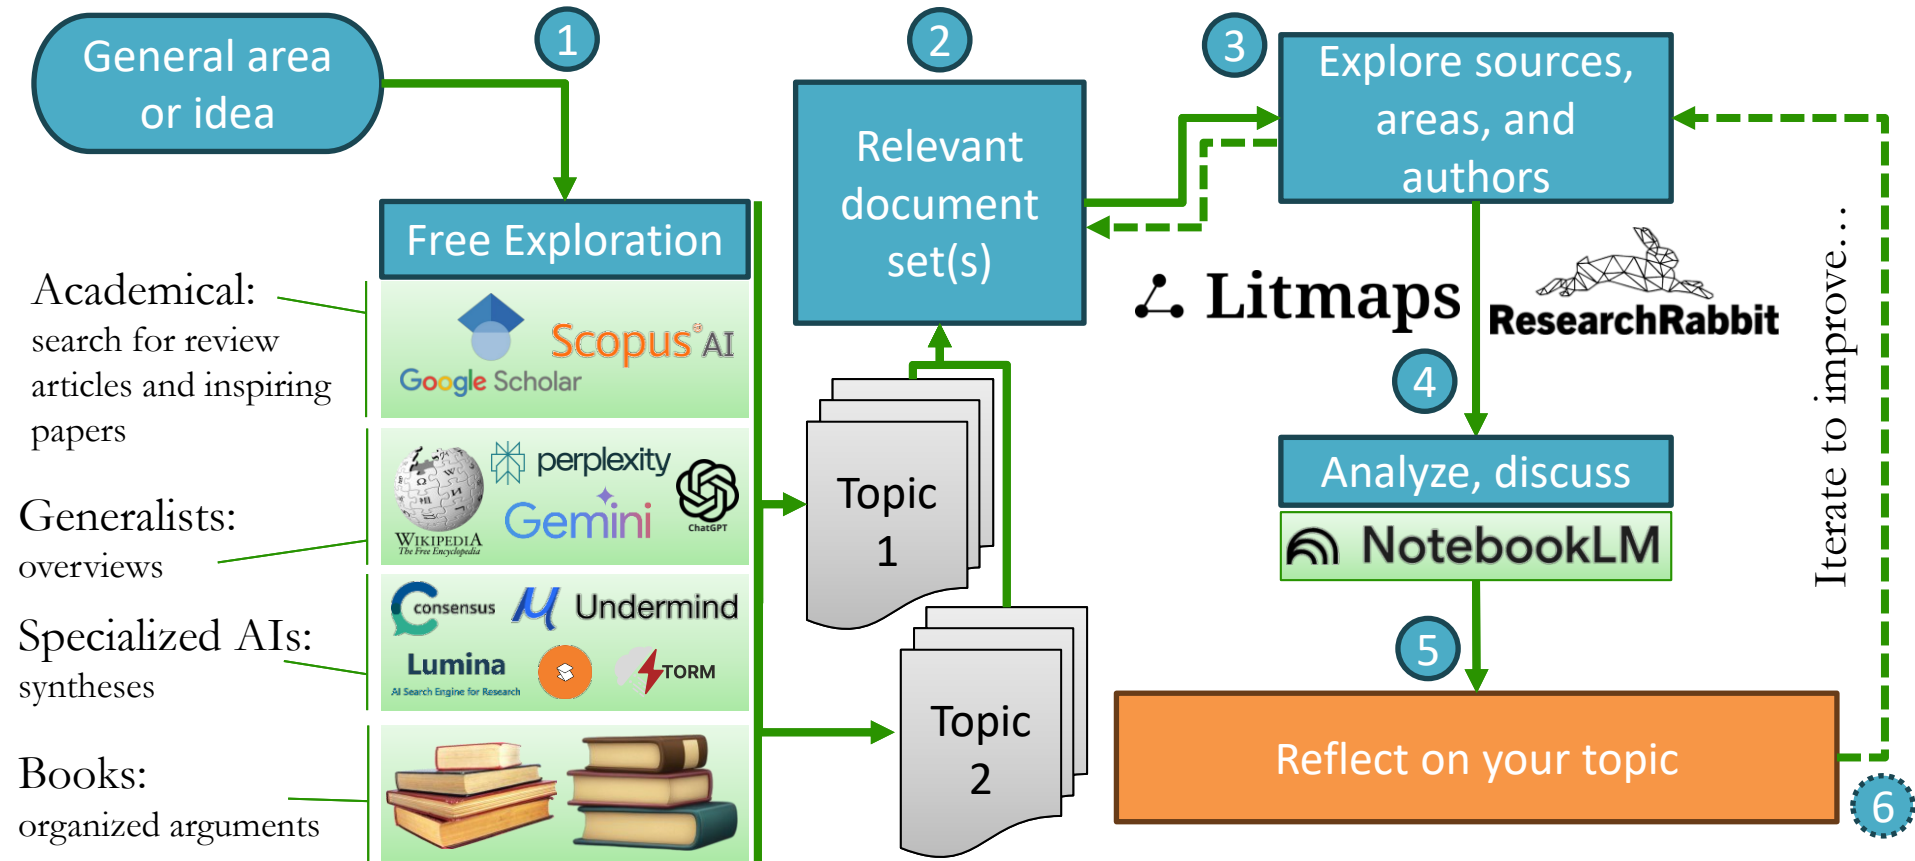 General area
or idea
1
Free Exploration
Academical:
search for review
articles and inspiring
papers
Google Scholar
Scopus AI
Generalists:
overviews
WIKIPEDIA
The Free Encyclopedia
perplexity
Gemini
ChatGPT
Specialized AIs:
syntheses
consensus
Undermind
Lumina
AI Search Engine for Research
TORM
Books:
organized arguments
2
Relevant
document
set(s)
Topic
1
Topic
2
3
Explore sources,
areas, and
authors
Litmaps
ResearchRabbit
4
Analyze, discuss
NotebookLM
5
Reflect on your topic
6
Iterate to improve…